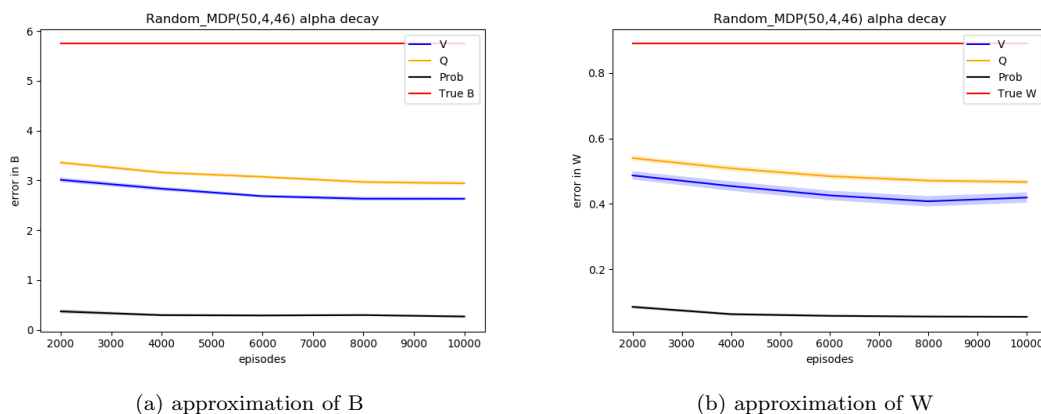 Random_MDP(50,4,46) alpha decay
6
5
4
3
2
1
0
error in B
V
Q
Prob
True B
2000 3000 4000 5000 6000 7000 8000 9000 10000
episodes
(a) approximation of B
Random_MDP(50,4,46) alpha decay
0.8
0.6
0.4
0.2
error in W
V
Q
Prob
True W
2000 3000 4000 5000 6000 7000 8000 9000 10000
episodes
(b) approximation of W